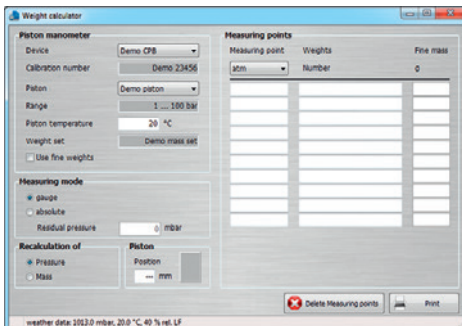 Weight calculator
Piston manometer
Device Demo CPB
Calibration number Demo 23456
Piston Demo piston
Range 1 ... 100 bar
Piston temperature 20 °C
Weight set Demo mass set
Use fine weights
Measuring mode
gauge
absolute
Residual pressure 0 mbar
Recalculation of
Pressure
Mass
Piston
Position
--- mm
Measuring points
Measuring point Weights Fine mass
atm Number 0
Delete Measuring points Print
weather data: 1013.0 mbar, 20.0 °C, 40 % rel. LF